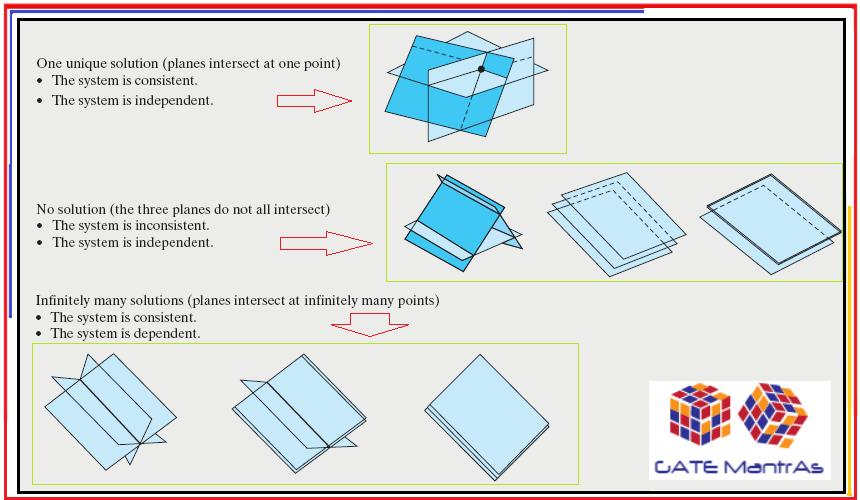 One unique solution (planes intersect at one point)
• The system is consistent.
• The system is independent.
No solution (the three planes do not all intersect)
• The system is inconsistent.
• The system is independent.
Infinitely many solutions (planes intersect at infinitely many points)
• The system is consistent.
• The system is dependent.
GATE MantrAs